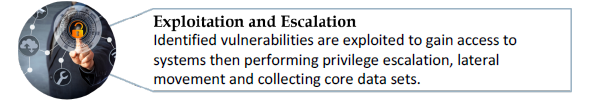 Exploitation and Escalation
Identified vulnerabilities are exploited to gain access to
systems then performing privilege escalation, lateral
movement and collecting core data sets.